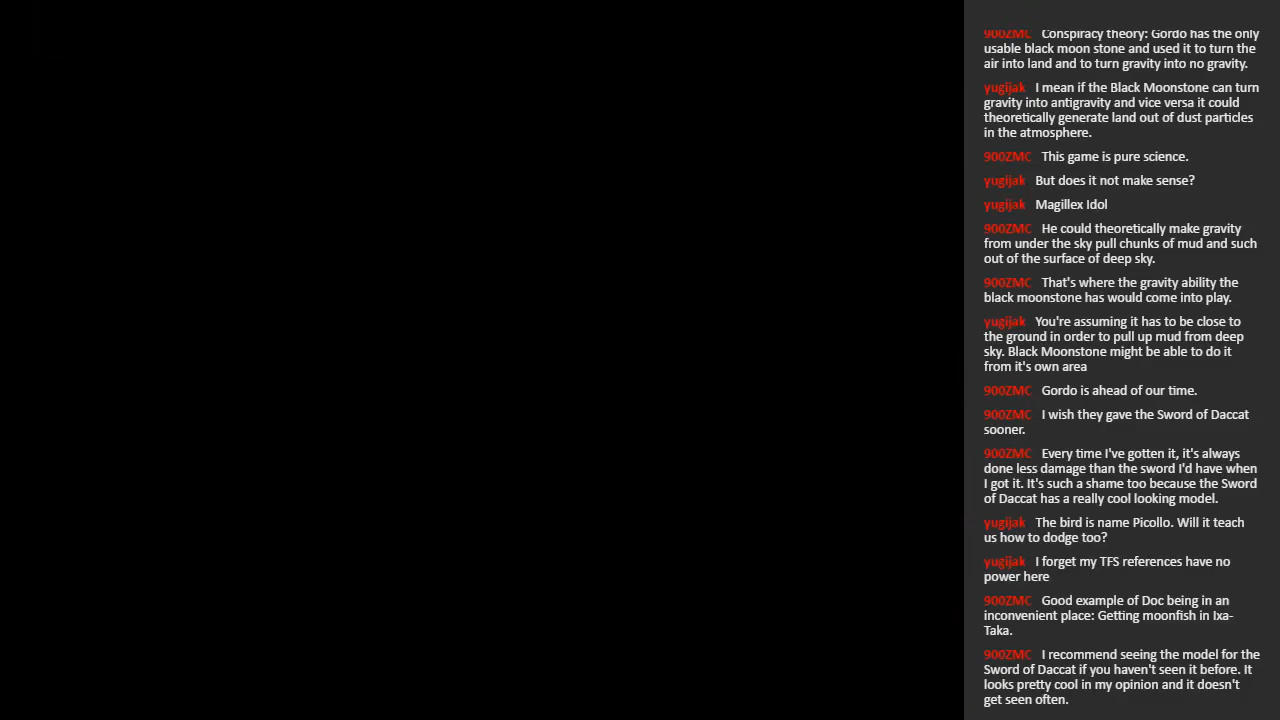 900ZMC Conspiracy theory: Gordo has the only
usable black moon stone and used it to turn the
air into land and to turn gravity into no gravity.
yugijak I mean if the Black Moonstone can turn
gravity into antigravity and vice versa it could
theoretically generate land out of dust particles
in the atmosphere.
900ZMC This game is pure science.
yugijak But does it not make sense?
yugijak Magillex Idol
900ZMC He could theoretically make gravity
from under the sky pull chunks of mud and such
out of the surface of deep sky.
900ZMC That's where the gravity ability the
black moonstone has would come into play.
yugijak You're assuming it has to be close to
the ground in order to pull up mud from deep
sky. Black Moonstone might be able to do it
from it's own area
900ZMC Gordo is ahead of our time.
900ZMC I wish they gave the Sword of Daccat
sooner.
900ZMC Every time I've gotten it, it's always
done less damage than the sword I'd have when
I got it. It's such a shame too because the Sword
of Daccat has a really cool looking model.
yugijak The bird is name Picollo. Will it teach
us how to dodge too?
yugijak I forget my TFS references have no
power here
900ZMC Good example of Doc being in an
inconvenient place: Getting moonfish in Ixa-
Taka.
900ZMC I recommend seeing the model for the
Sword of Daccat if you haven't seen it before. It
looks pretty cool in my opinion and it doesn't
get seen often.